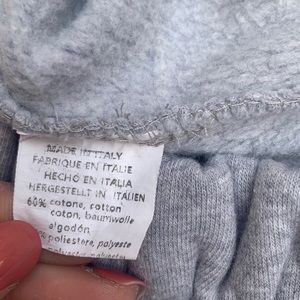 MADE IN ITALY
FABRIQUE EN ITALIE
HECHO EN ITALIA
HERGESTELLT IN ITALIEN
60% cotone, cotton
coton, baumwolle
algodón
poliestere, polyeste